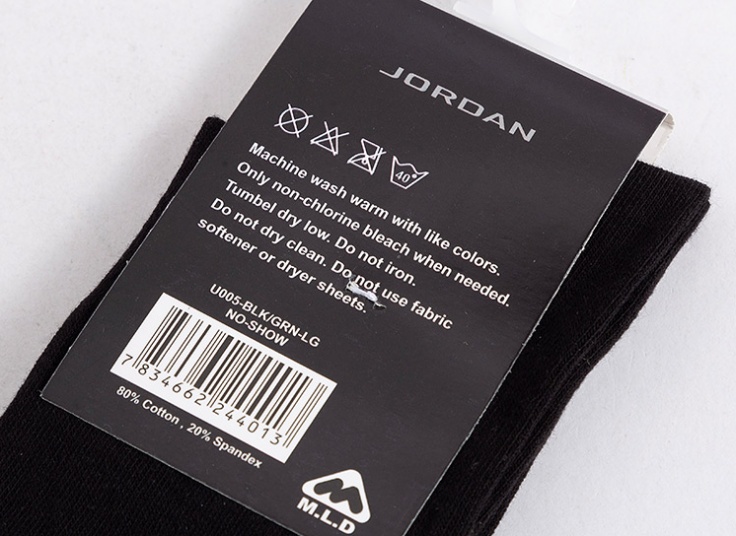 JORDAN
40°
Machine wash warm with like colors.
Only non-chlorine bleach when needed.
Tumbel dry low. Do not iron.
Do not dry clean. Do not use fabric
softener or dryer sheets.
U005-BLK/GRN-LG
NO-SHOW
7 834662 244013
80% Cotton , 20% Spandex
M.L.D